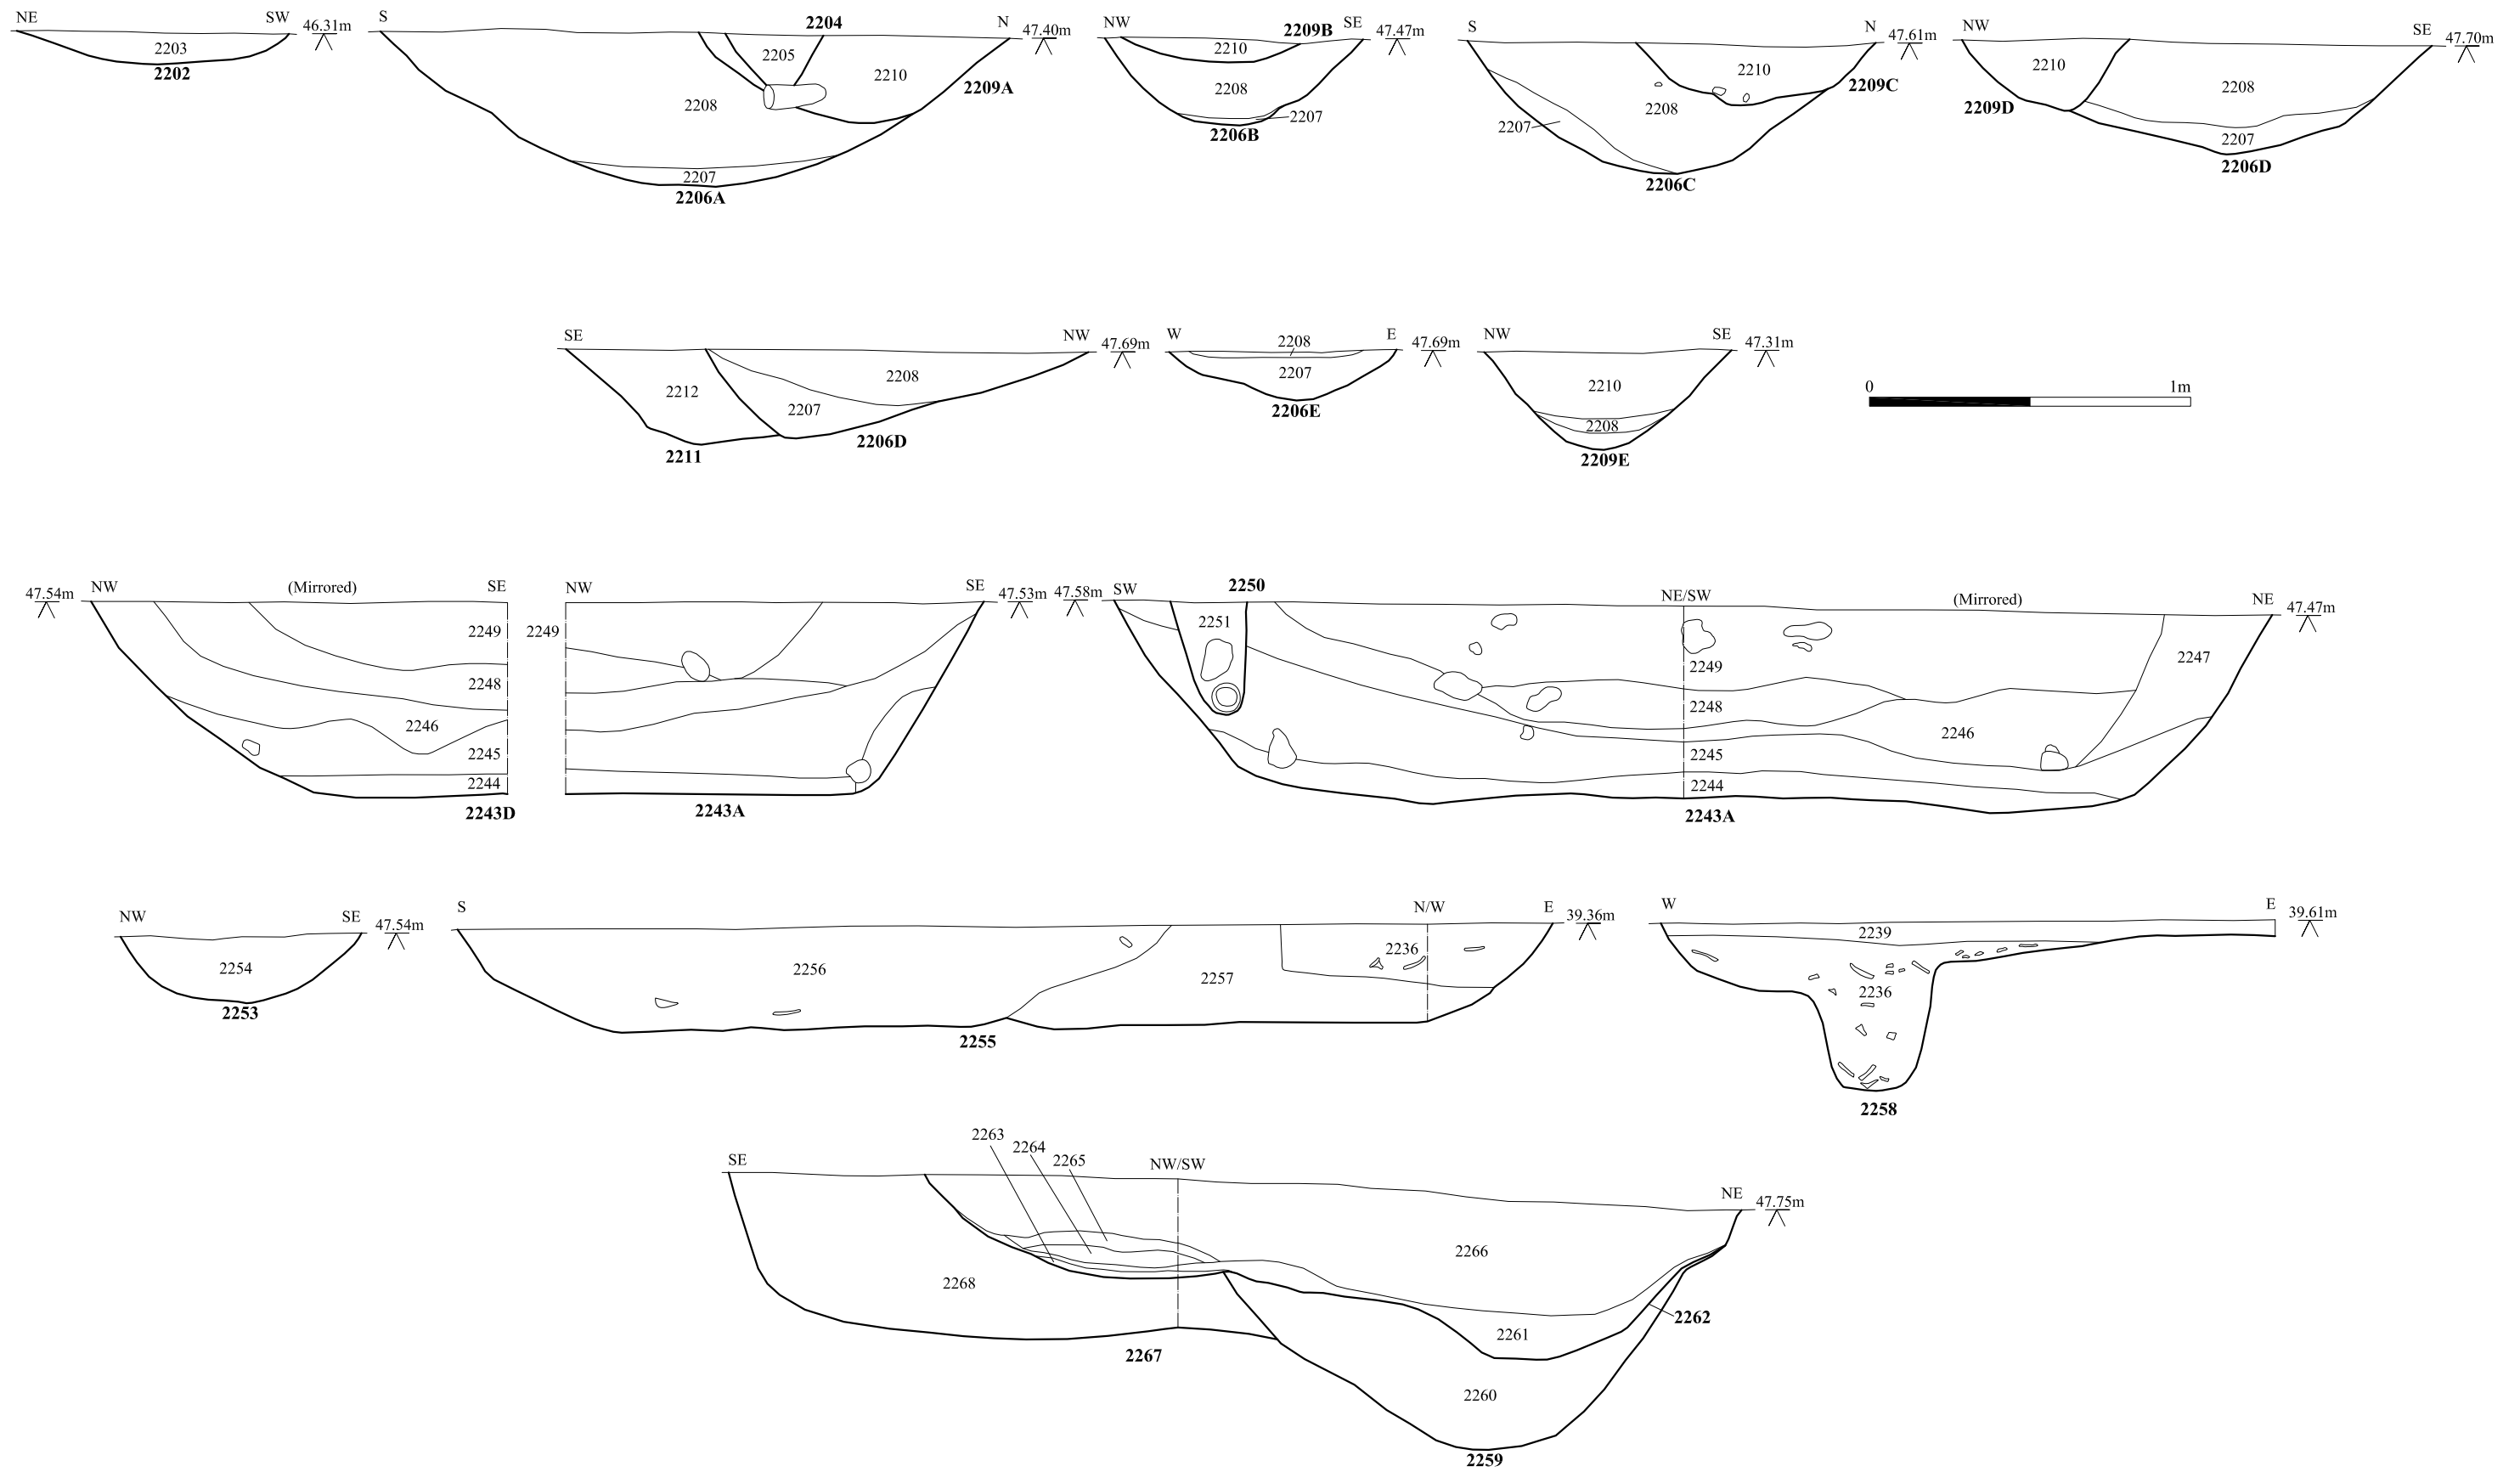 NE SW 46.31m
2203
2202
S 2204 N 47.40m
2205
2210
2208
2209A
2207
2206A
NW 2209B SE 47.47m
2210
2208
2207
2206B
S N 47.61m
2210
2209C
2208
2207
2206C
NW SE 47.70m
2210
2208
2209D
2207
2206D
SE NW 47.69m
2212
2208
2207
2206D
2211
W E 47.69m
2208
2207
2206E
NW SE 47.31m
2210
2208
2209E
0 1m
47.54m NW (Mirrored) SE
2249
2248
2246
2245
2244
2243D
NW SE 47.53m
2249
2243A
47.58m SW 2250 NE/SW (Mirrored) NE 47.47m
2251
2247
2249
2248
2246
2245
2244
2243A
NW SE 47.54m
2254
2253
S N/W E 39.36m
2236
2256
2257
2255
W E 39.61m
2239
2236
2258
2263
2264
2265
SE NW/SW NE 47.75m
2266
2268
2262
2261
2267
2260
2259